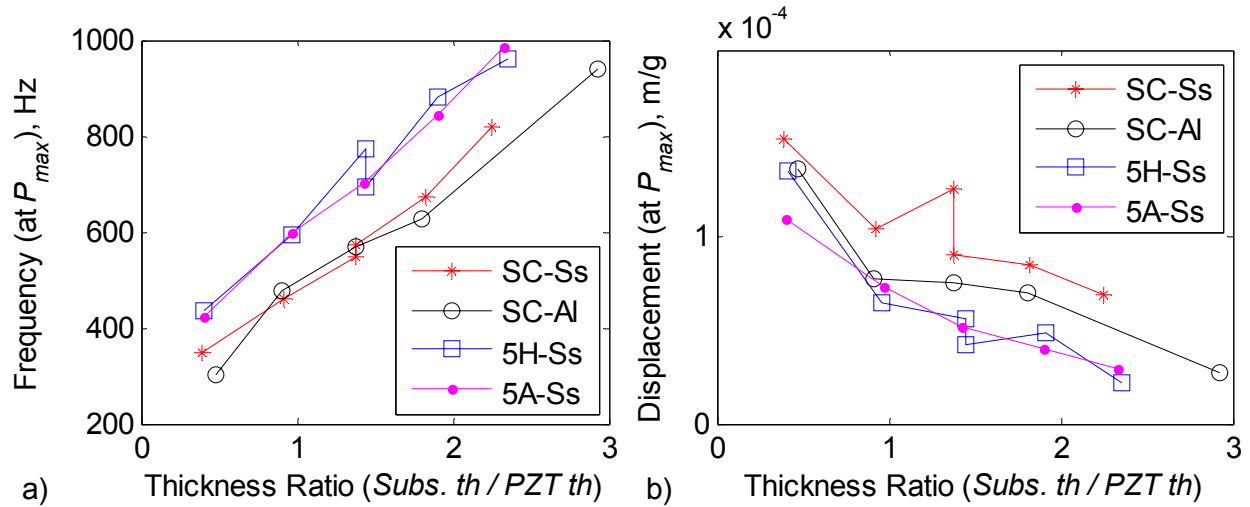 1000
800
600
400
200
0
1
2
3
Frequency (at P_max), Hz
Thickness Ratio (Subs. th / PZT th)
SC-Ss
SC-Al
5H-Ss
5A-Ss
a)
x 10^-4
1
0
0
1
2
3
Displacement (at P_max), m/g
Thickness Ratio (Subs. th / PZT th)
SC-Ss
SC-Al
5H-Ss
5A-Ss
b)